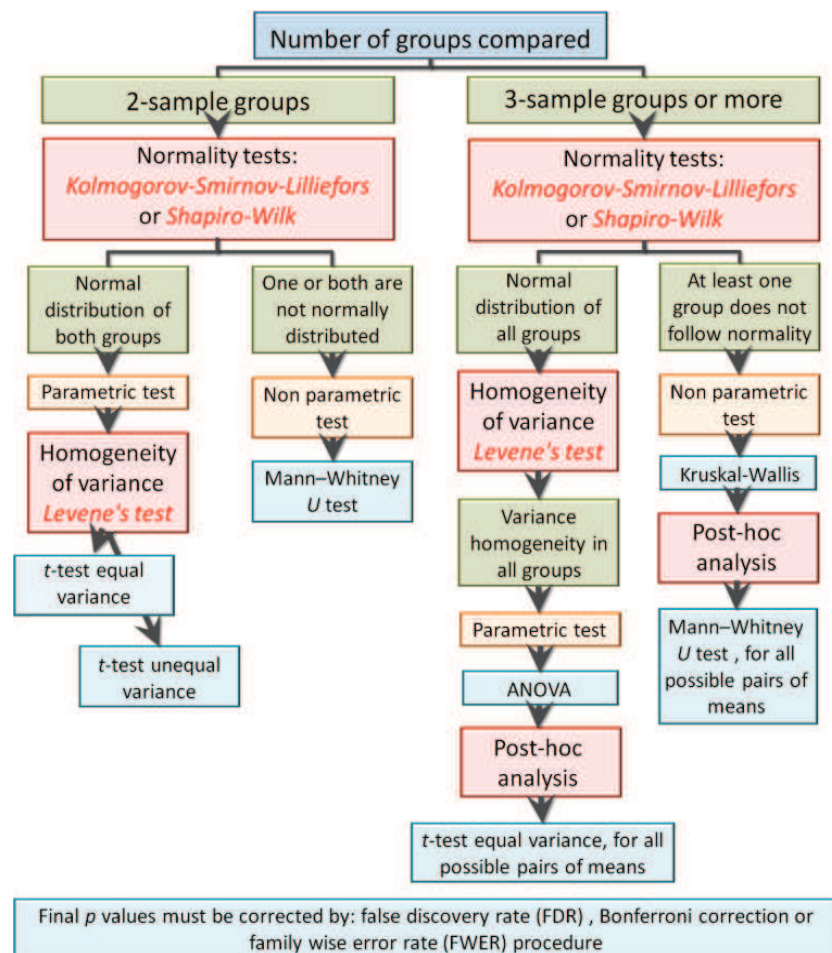 Number of groups compared
2-sample groups
3-sample groups or more
Normality tests:
Kolmogorov-Smirnov-Lilliefors
or Shapiro-Wilk
Normality tests:
Kolmogorov-Smirnov-Lilliefors
or Shapiro-Wilk
Normal
distribution of
both groups
One or both are
not normally
distributed
Normal
distribution of
all groups
At least one
group does not
follow normality
Parametric test
Non parametric
test
Homogeneity
of variance
Levene's test
Non parametric
test
Homogeneity
of variance
Levene's test
Mann–Whitney
U test
Kruskal-Wallis
Variance
homogeneity in
all groups
Post-hoc
analysis
t-test equal
variance
t-test unequal
variance
Parametric test
Mann–Whitney
U test , for all
possible pairs of
means
ANOVA
Post-hoc
analysis
t-test equal variance, for all
possible pairs of means
Final p values must be corrected by: false discovery rate (FDR) , Bonferroni correction or
family wise error rate (FWER) procedure